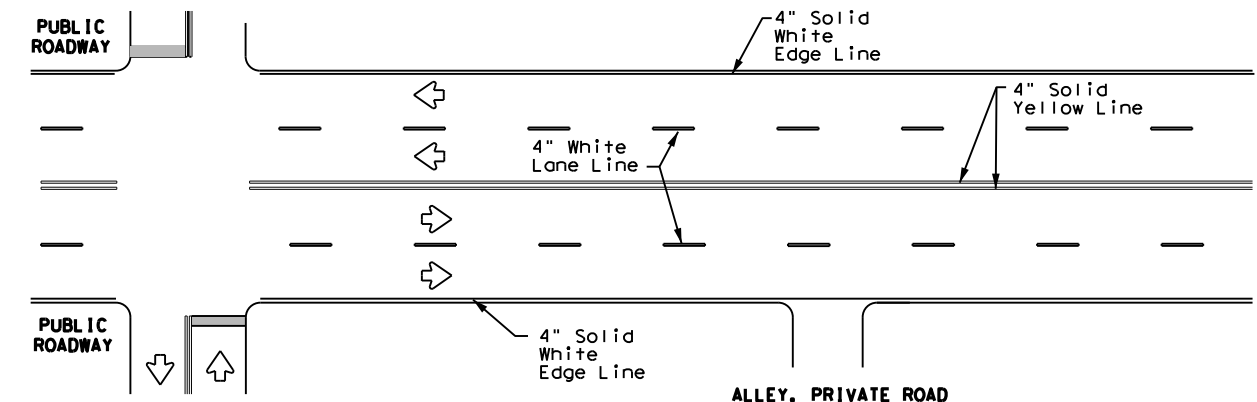 PUBLIC
ROADWAY
4" Solid
White
Edge Line
4" Solid
Yellow Line
4" White
Lane Line
PUBLIC
ROADWAY
4" Solid
White
Edge Line
ALLEY, PRIVATE ROAD